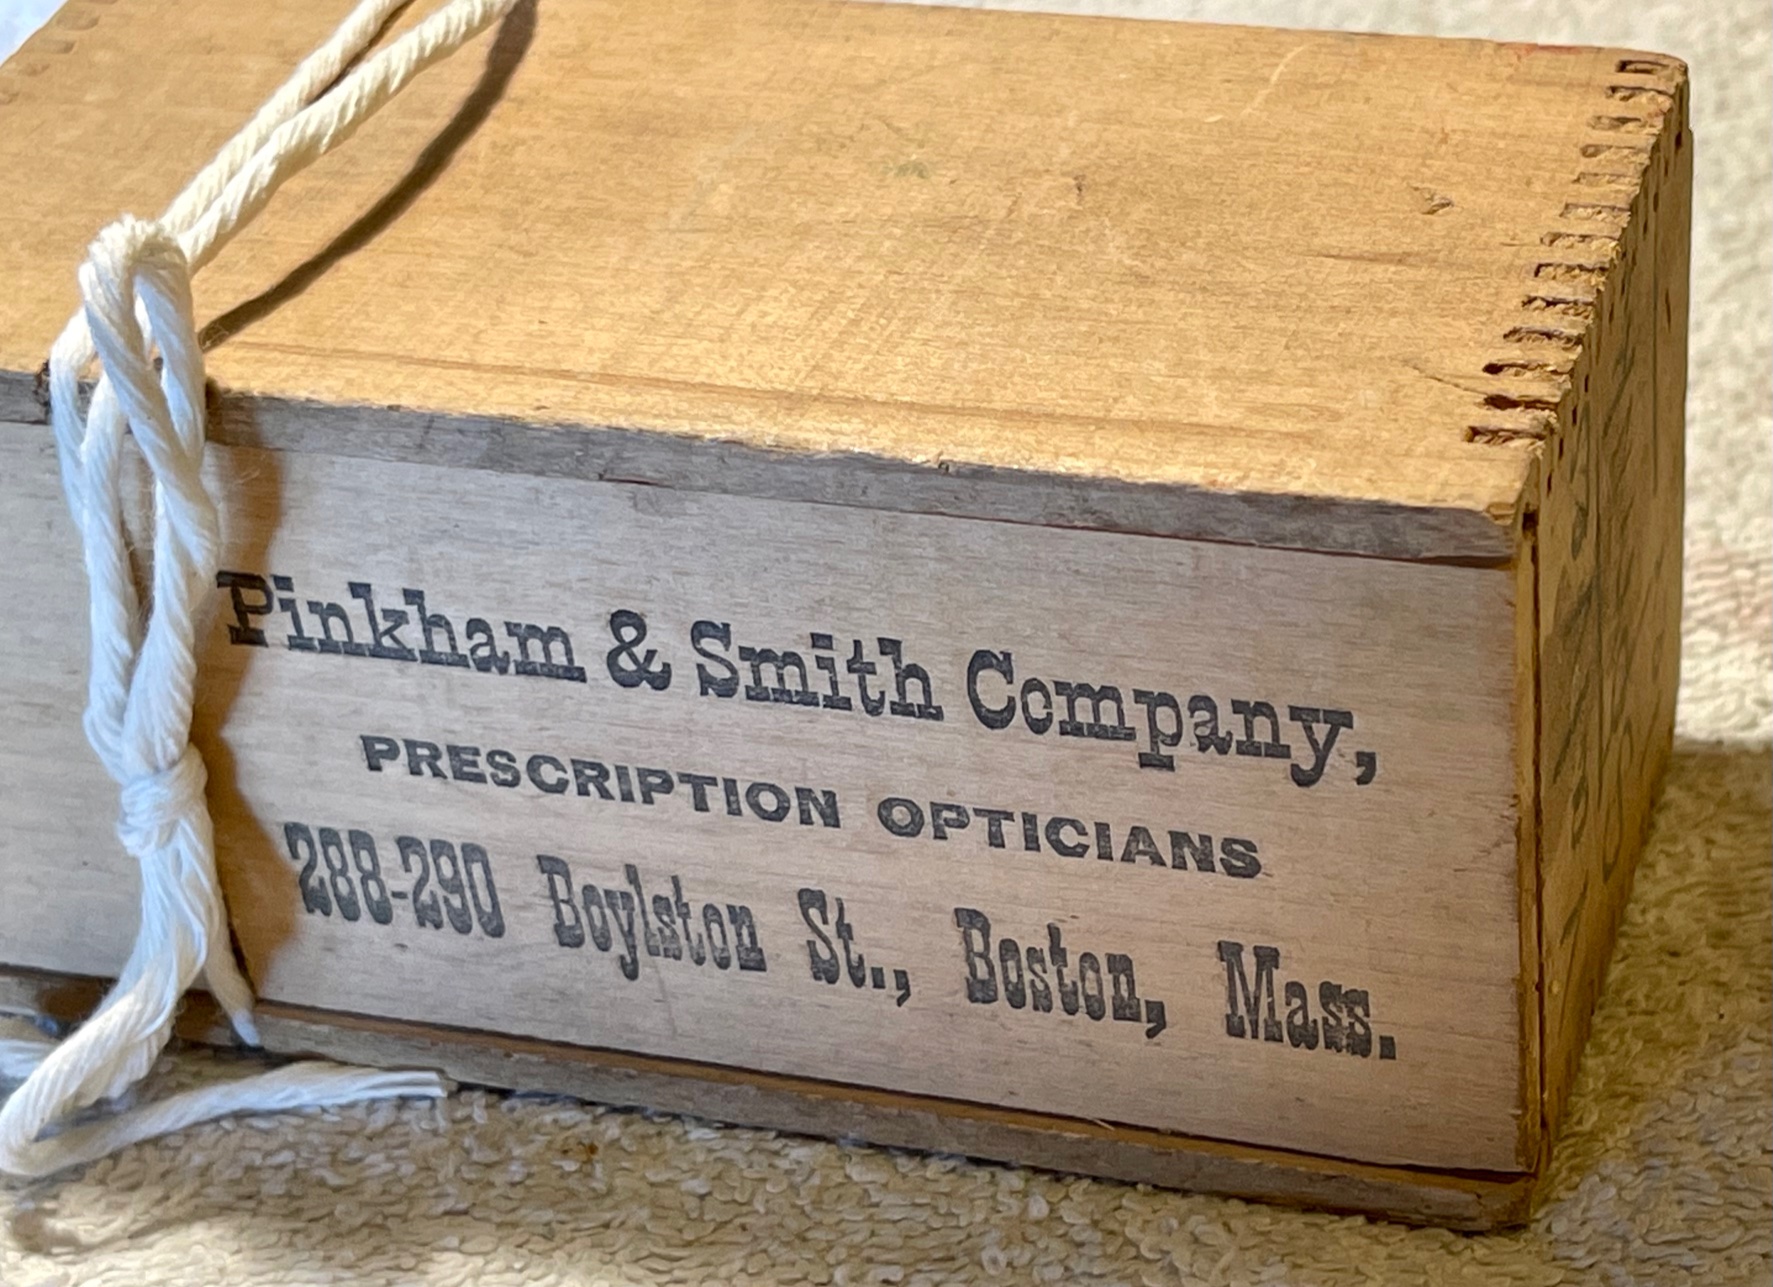 Pinkham & Smith Company,
PRESCRIPTION OPTICIANS
288-290 Boylston St., Boston, Mass.